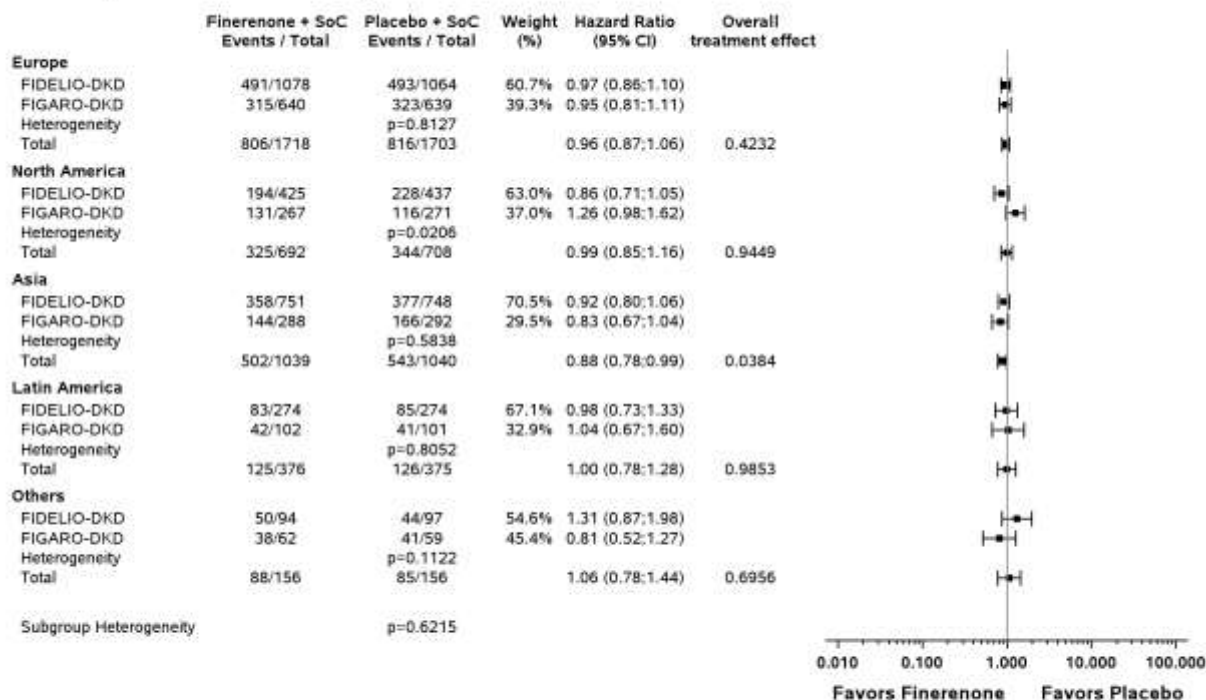 Finerenone + SoC Placebo + SoC Weight Hazard Ratio Overall
Events / Total Events / Total (%) (95% CI) treatment effect
Europe
FIDELIO-DKD 491/1078 493/1064 60.7% 0.97 (0.86;1.10)
FIGARO-DKD 315/640 323/639 39.3% 0.95 (0.81;1.11)
Heterogeneity p=0.8127
Total 806/1718 816/1703 0.96 (0.87;1.06) 0.4232
North America
FIDELIO-DKD 194/425 228/437 63.0% 0.86 (0.71;1.05)
FIGARO-DKD 131/267 116/271 37.0% 1.26 (0.98;1.62)
Heterogeneity p=0.0206
Total 325/692 344/708 0.99 (0.85;1.16) 0.9449
Asia
FIDELIO-DKD 358/751 377/748 70.5% 0.92 (0.80;1.06)
FIGARO-DKD 144/288 166/292 29.5% 0.83 (0.67;1.04)
Heterogeneity p=0.5838
Total 502/1039 543/1040 0.88 (0.78;0.99) 0.0384
Latin America
FIDELIO-DKD 83/274 85/274 67.1% 0.98 (0.73;1.33)
FIGARO-DKD 42/102 41/101 32.9% 1.04 (0.67;1.60)
Heterogeneity p=0.8052
Total 125/376 126/375 1.00 (0.78;1.28) 0.9853
Others
FIDELIO-DKD 50/94 44/97 54.6% 1.31 (0.87;1.98)
FIGARO-DKD 38/62 41/59 45.4% 0.81 (0.52;1.27)
Heterogeneity p=0.1122
Total 88/156 85/156 1.06 (0.78;1.44) 0.6956
Subgroup Heterogeneity p=0.6215
0.010 0.100 1.000 10.000 100.000
Favors Finerenone Favors Placebo